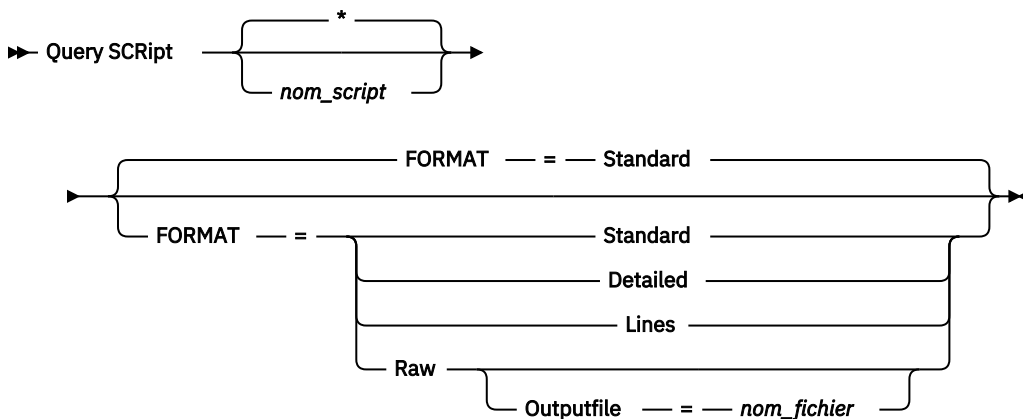 *
Query SCRipt
nom_script
FORMAT = Standard
FORMAT = Standard
Detailed
Lines
Raw
Outputfile = nom_fichier